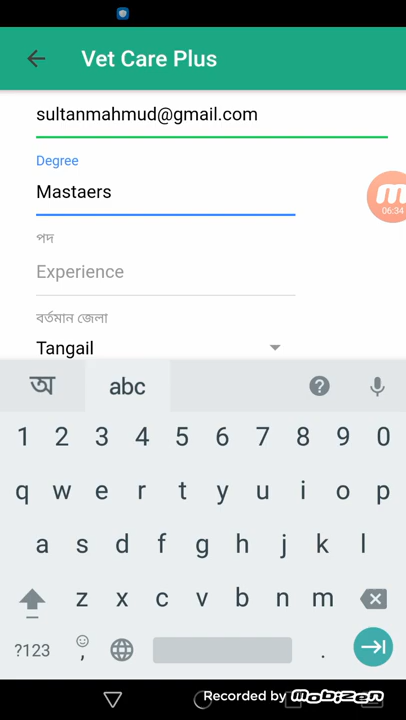 Vet Care Plus
sultanmahmud@gmail.com
Degree
Mastaers
06:34
পদ
Experience
বর্তমান জেলা
Tangail
অ abc ?
1 2 3 4 5 6 7 8 9 0
q w e r t y u i o p
a s d f g h j k l
z x c v b n m
?123 , .
Recorded by MOBIZEN